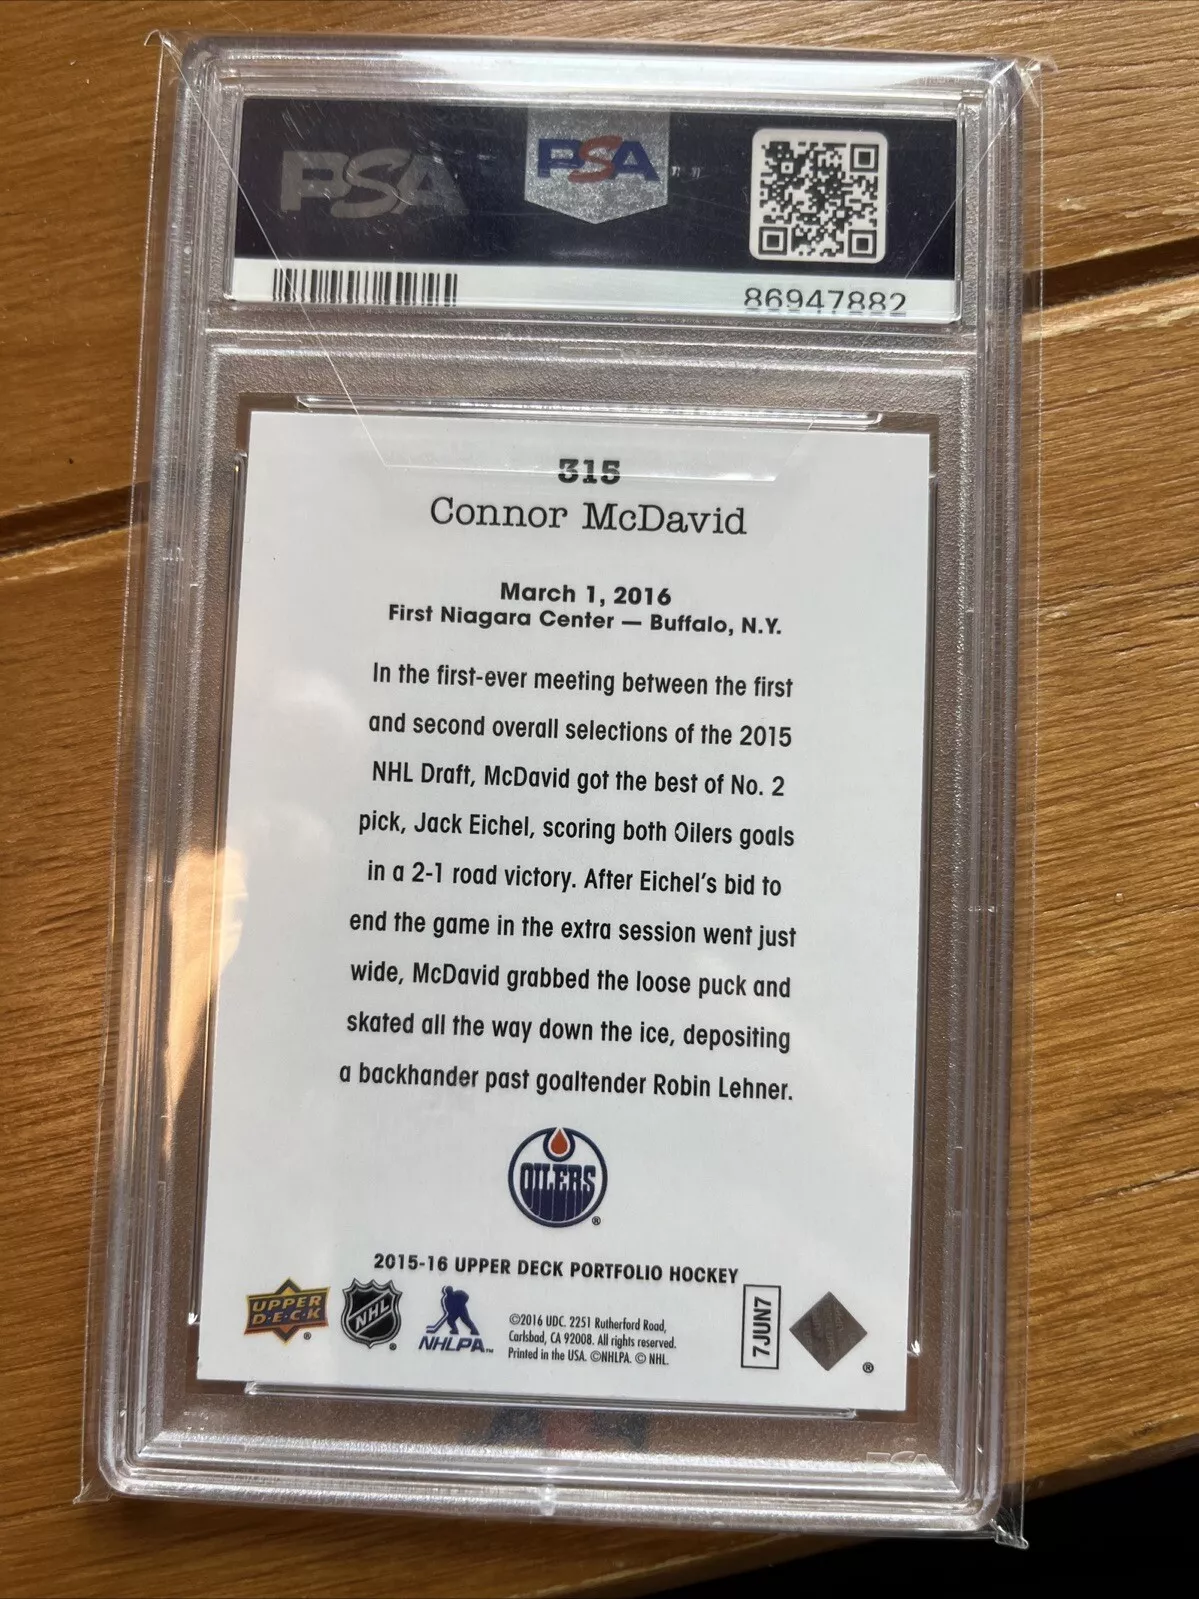 PSA
PSA
86947882
315
Connor McDavid
March 1, 2016
First Niagara Center — Buffalo, N.Y.
In the first-ever meeting between the first
and second overall selections of the 2015
NHL Draft, McDavid got the best of No. 2
pick, Jack Eichel, scoring both Oilers goals
in a 2-1 road victory. After Eichel's bid to
end the game in the extra session went just
wide, McDavid grabbed the loose puck and
skated all the way down the ice, depositing
a backhander past goaltender Robin Lehner.
OILERS ®
2015-16 UPPER DECK PORTFOLIO HOCKEY
UPPER
D·E·C·K ®
NHL ®
NHLPA™
©2016 UDC. 2251 Rutherford Road,
Carlsbad, CA 92008. All rights reserved.
Printed in the USA. ©NHLPA. © NHL.
7JUN7
®
PSA